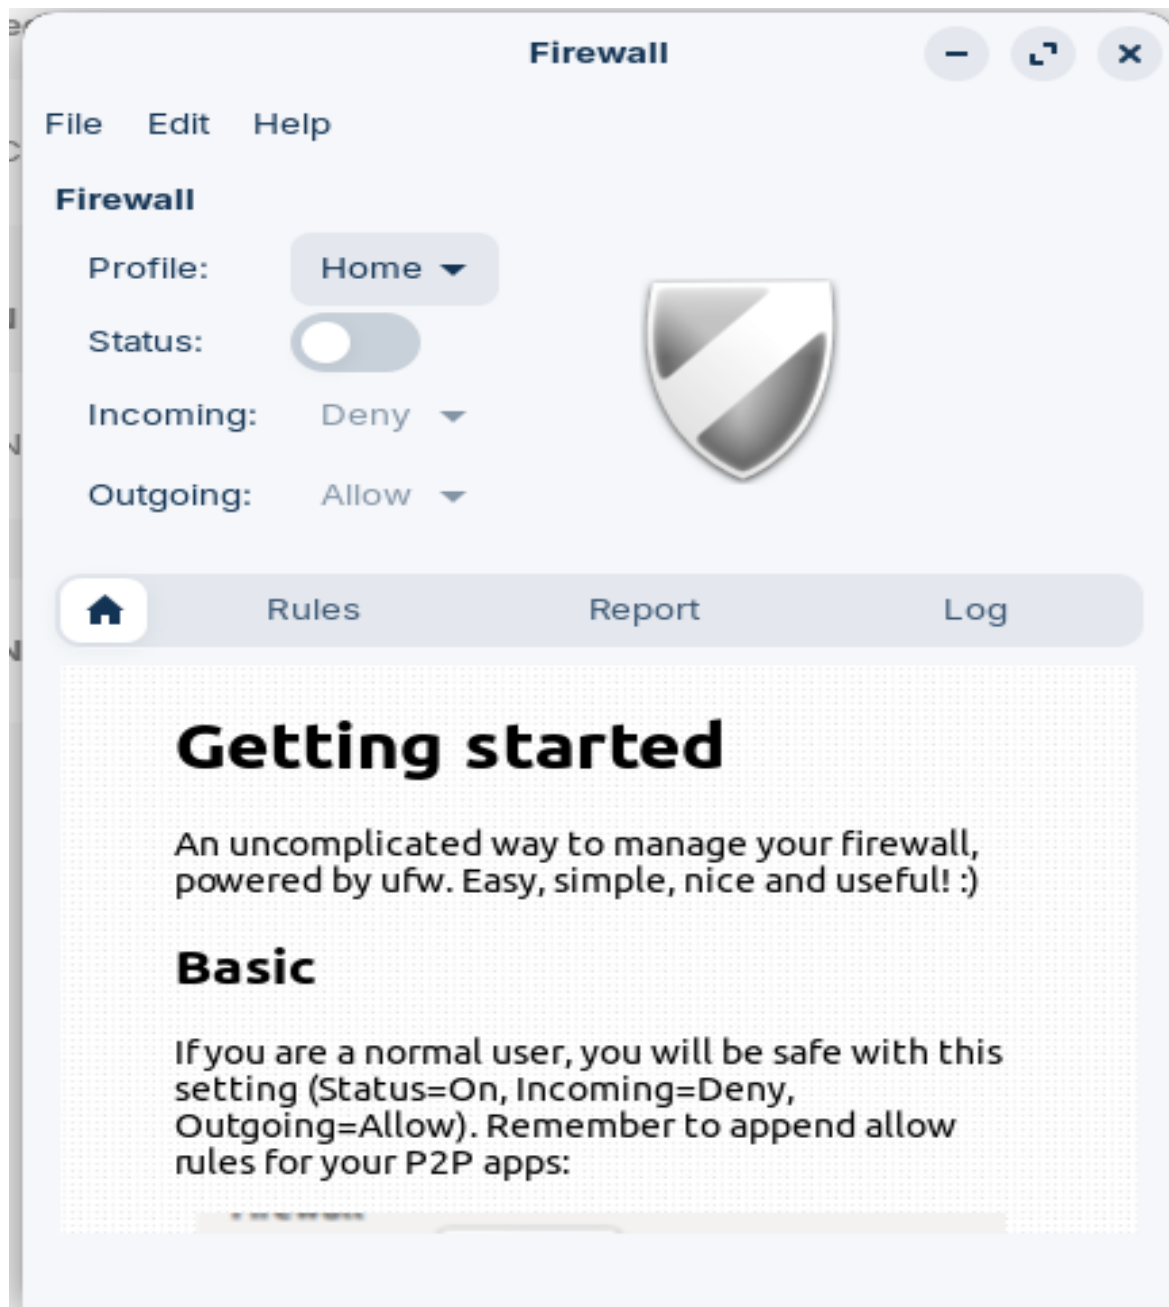 Firewall
File Edit Help
Firewall
Profile: Home
Status:
Incoming: Deny
Outgoing: Allow
Rules Report Log
Getting started
An uncomplicated way to manage your firewall,
powered by ufw. Easy, simple, nice and useful! :)
Basic
If you are a normal user, you will be safe with this
setting (Status=On, Incoming=Deny,
Outgoing=Allow). Remember to append allow
rules for your P2P apps: